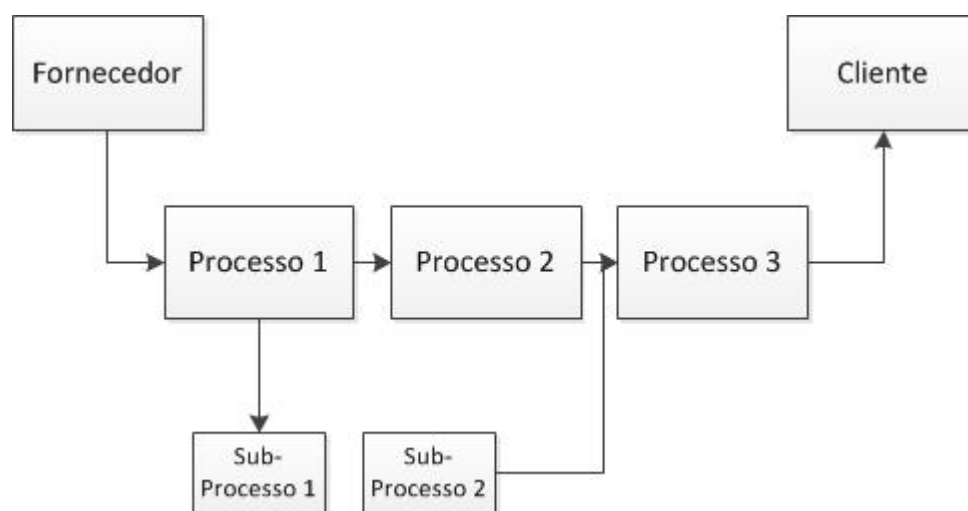 Fornecedor
Cliente
Processo 1
Processo 2
Processo 3
Sub-
Processo 1
Sub-
Processo 2